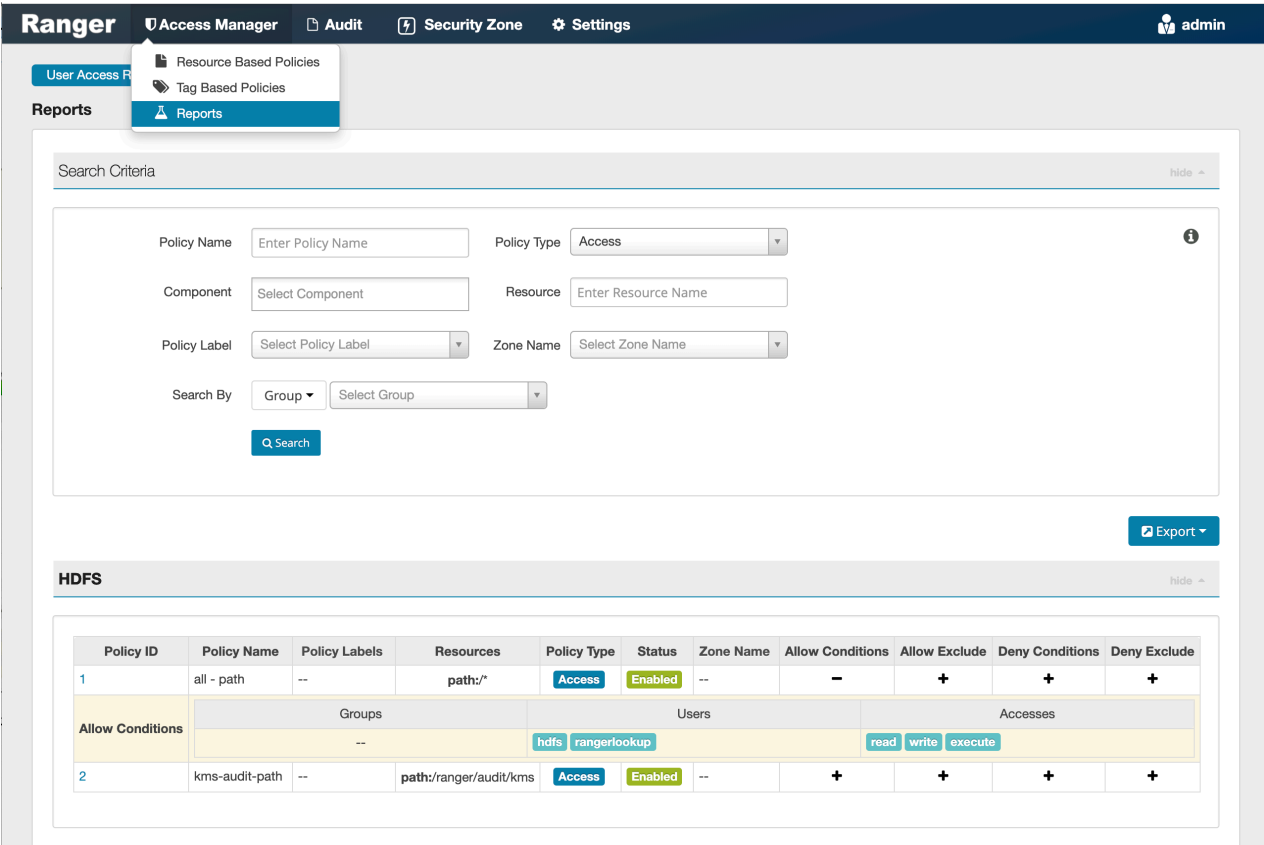 Ranger Access Manager Audit Security Zone Settings admin
Resource Based Policies
User Access R
Tag Based Policies
Reports
Reports
Search Criteria hide
Policy Name Enter Policy Name Policy Type Access
Component Select Component Resource Enter Resource Name
Policy Label Select Policy Label Zone Name Select Zone Name
Search By Group Select Group
Search
Export
HDFS hide
Policy ID Policy Name Policy Labels Resources Policy Type Status Zone Name Allow Conditions Allow Exclude Deny Conditions Deny Exclude
1 all - path -- path:/* Access Enabled -- − + + +
Groups Users Accesses
Allow Conditions
-- hdfs rangerlookup read write execute
2 kms-audit-path -- path:/ranger/audit/kms Access Enabled -- + + + +